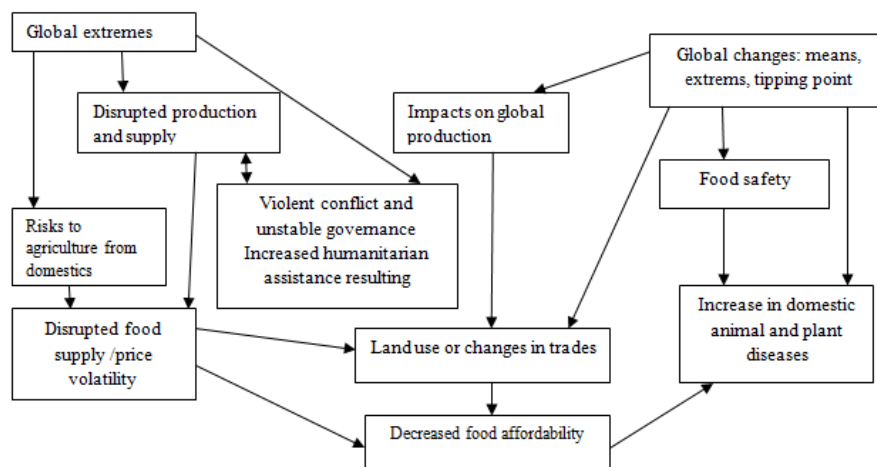 Global extremes
Global changes: means,
extrems, tipping point
Disrupted production
and supply
Impacts on global
production
Food safety
Violent conflict and
unstable governance
Increased humanitarian
assistance resulting
Risks to
agriculture from
domestics
Increase in domestic
animal and plant
diseases
Disrupted food
supply /price
volatility
Land use or changes in trades
Decreased food affordability